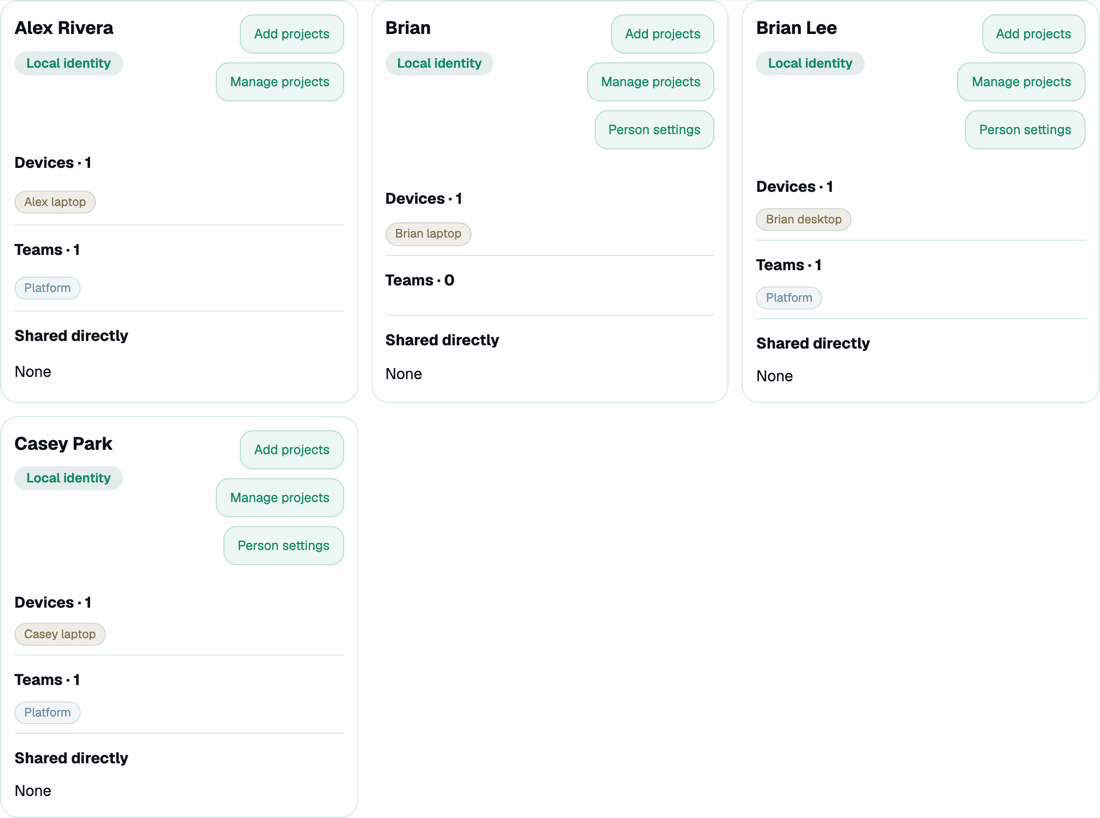 Alex Rivera
Add projects
Local identity
Manage projects
Devices · 1
Alex laptop
Teams · 1
Platform
Shared directly
None
Brian
Add projects
Local identity
Manage projects
Person settings
Devices · 1
Brian laptop
Teams · 0
Shared directly
None
Brian Lee
Add projects
Local identity
Manage projects
Person settings
Devices · 1
Brian desktop
Teams · 1
Platform
Shared directly
None
Casey Park
Add projects
Local identity
Manage projects
Person settings
Devices · 1
Casey laptop
Teams · 1
Platform
Shared directly
None